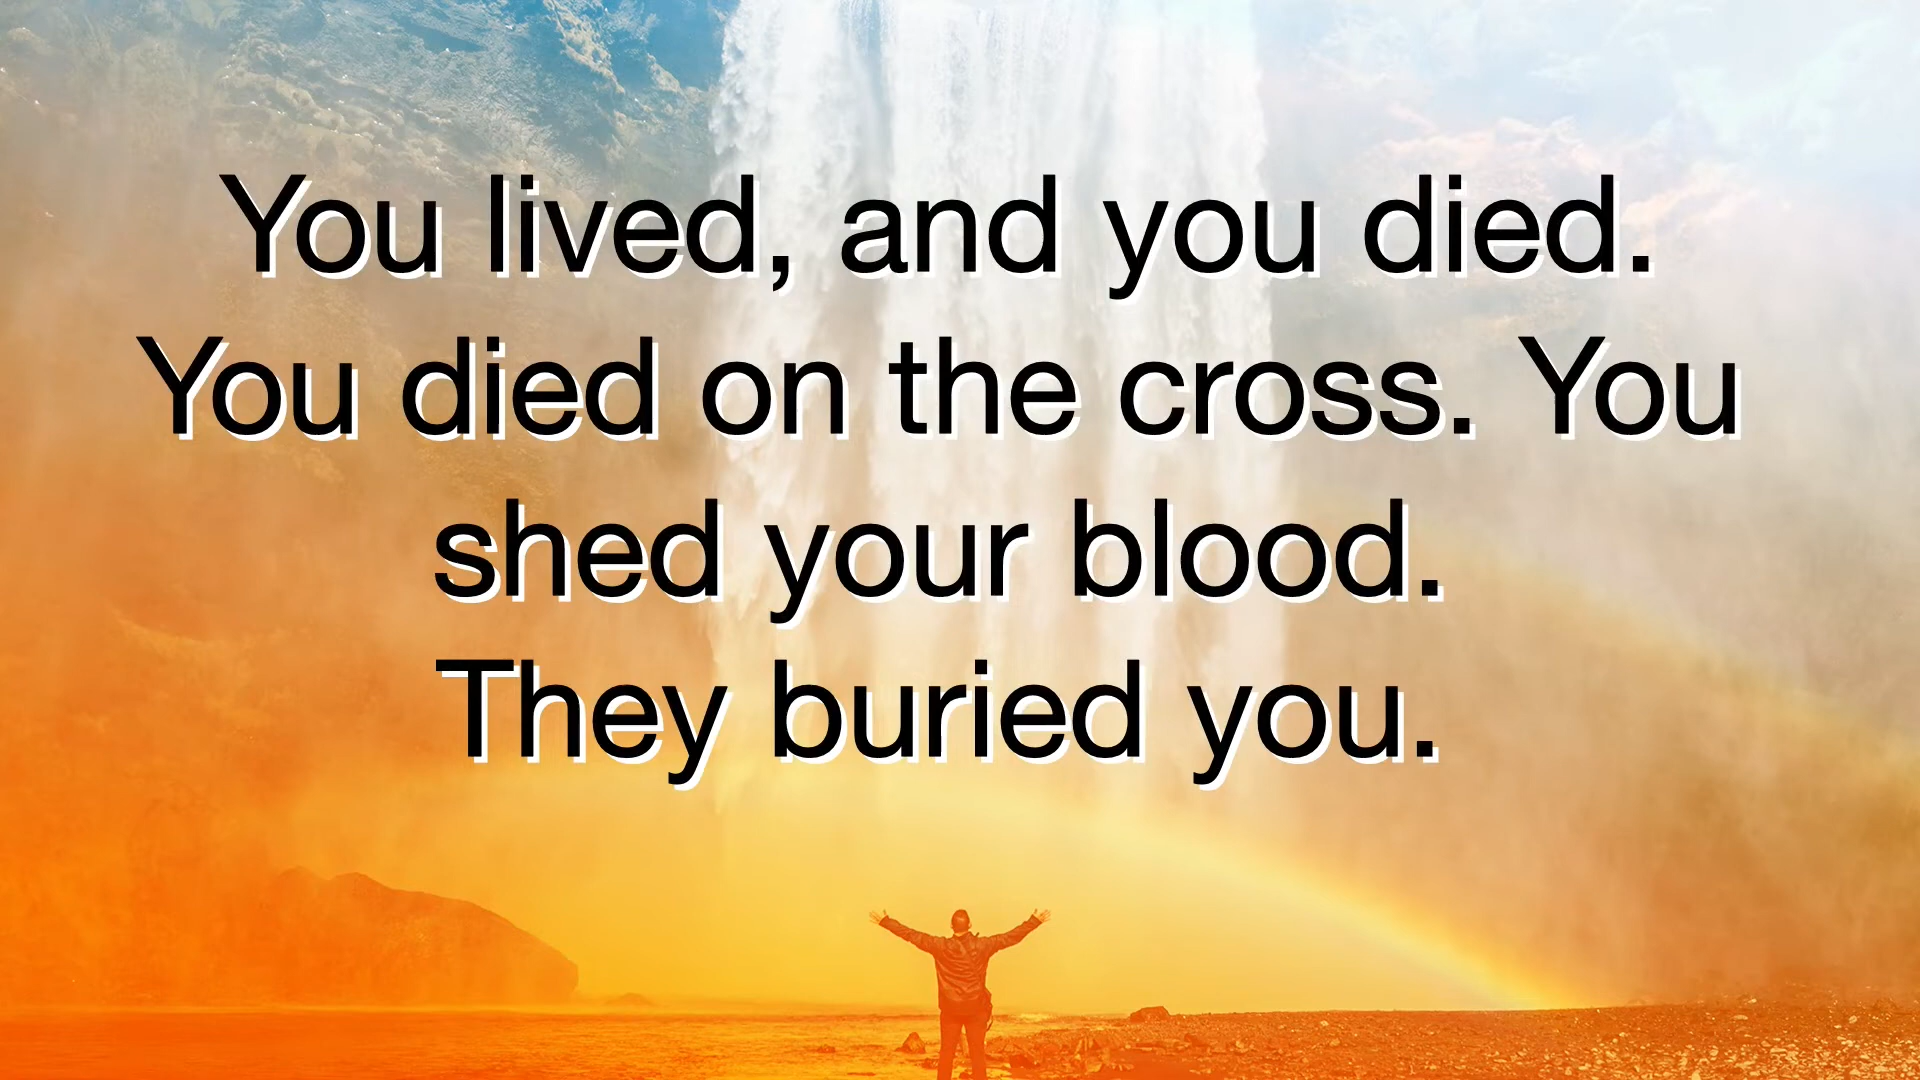 You lived, and you died.
You died on the cross. You
shed your blood.
They buried you.